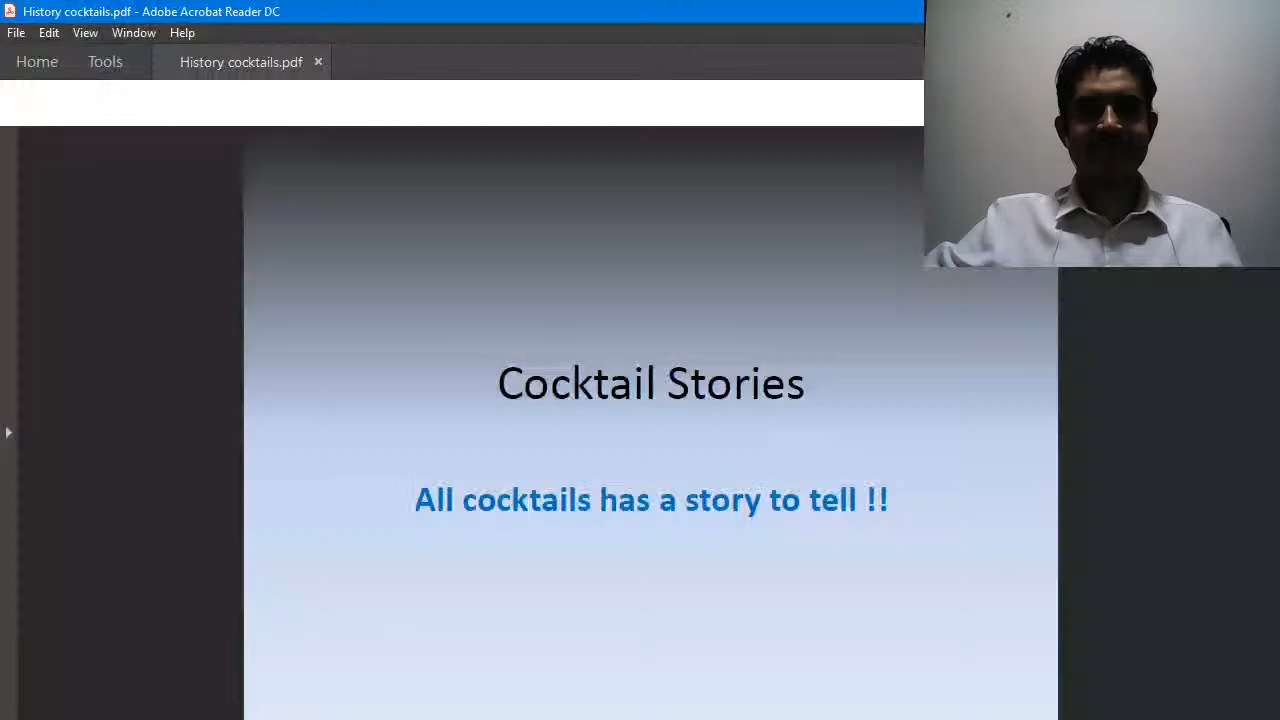 History cocktails.pdf - Adobe Acrobat Reader DC
File Edit View Window Help
Home Tools History cocktails.pdf ×
Cocktail Stories
All cocktails has a story to tell !!